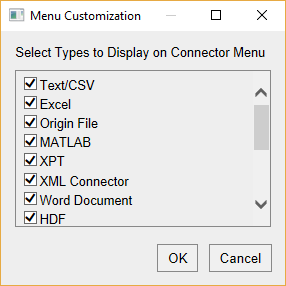 Menu Customization
Select Types to Display on Connector Menu
Text/CSV
Excel
Origin File
MATLAB
XPT
XML Connector
Word Document
HDF
OK Cancel